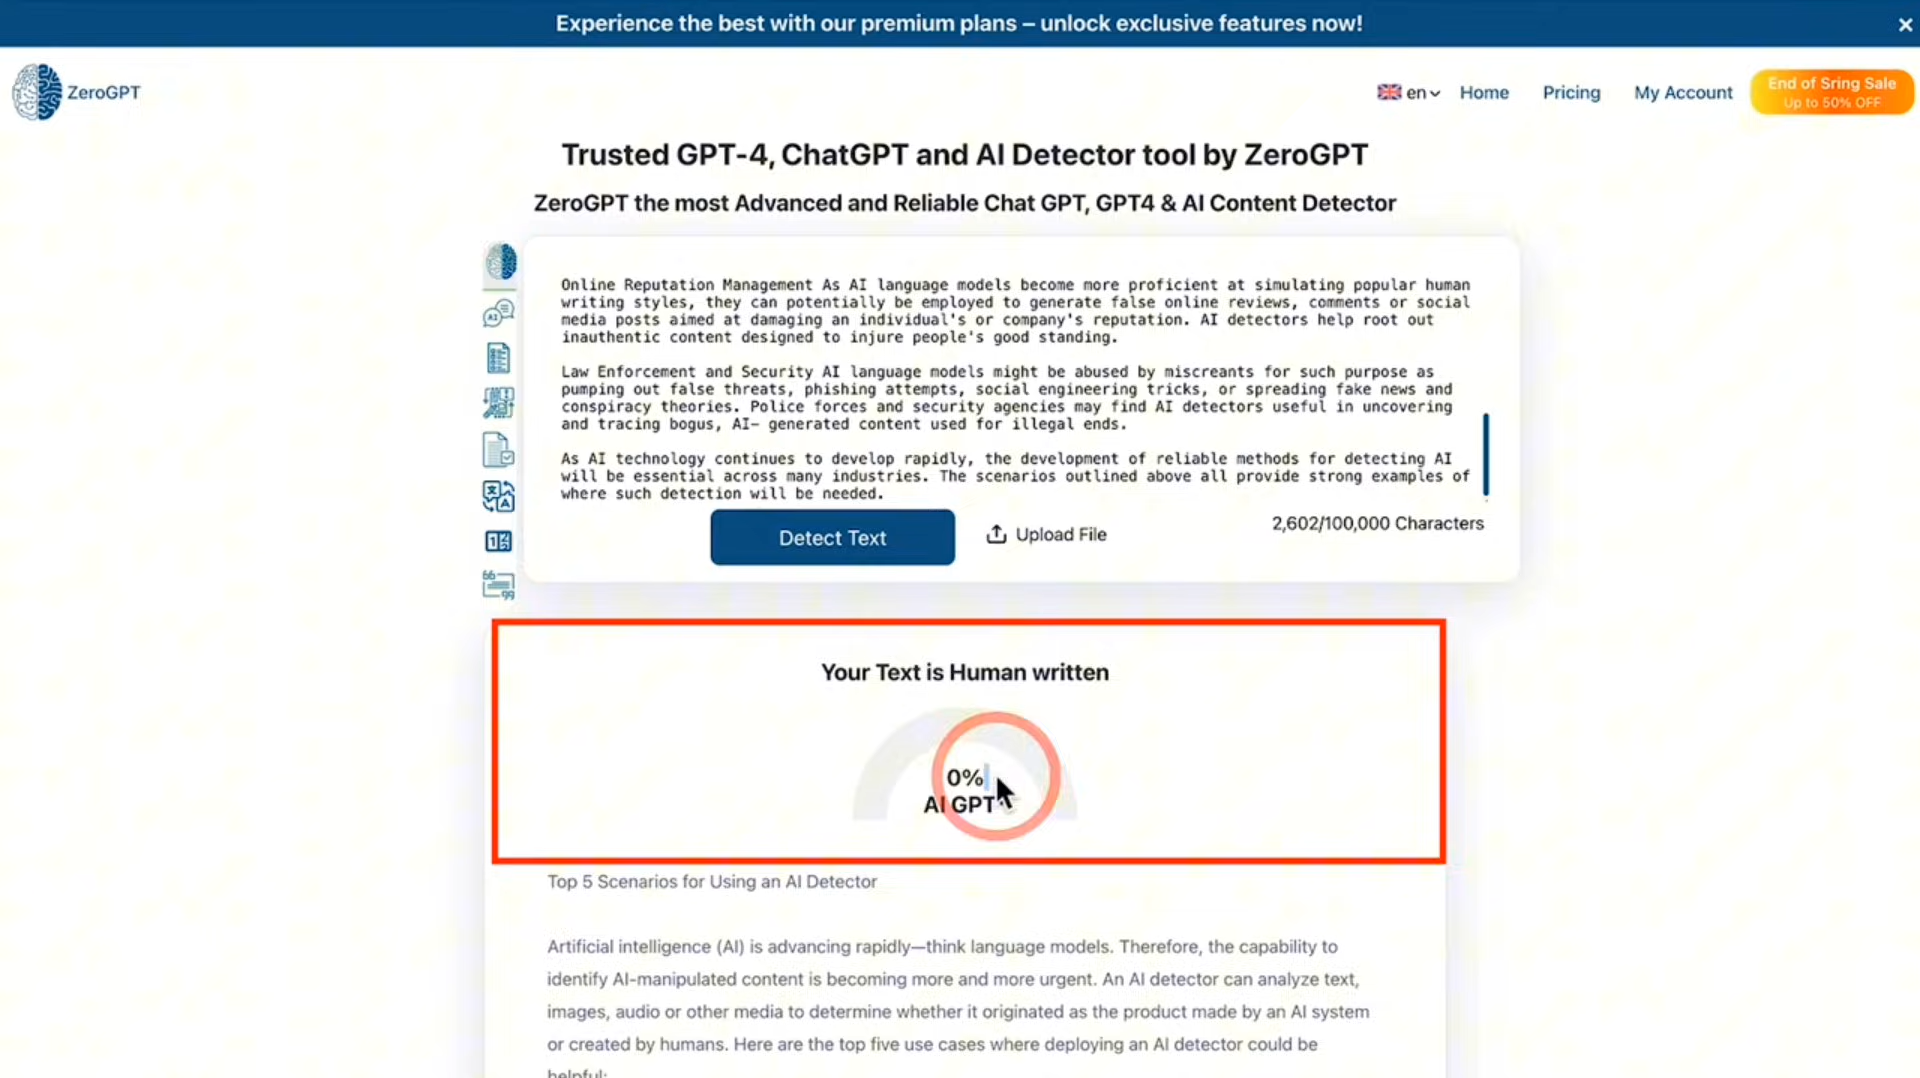 Experience the best with our premium plans – unlock exclusive features now!
ZeroGPT
en
Home
Pricing
My Account
End of Sring Sale
Up to 50% OFF
Trusted GPT-4, ChatGPT and AI Detector tool by ZeroGPT
ZeroGPT the most Advanced and Reliable Chat GPT, GPT4 & AI Content Detector
Online Reputation Management As AI language models become more proficient at simulating popular human
writing styles, they can potentially be employed to generate false online reviews, comments or social
media posts aimed at damaging an individual's or company's reputation. AI detectors help root out
inauthentic content designed to injure people's good standing.
Law Enforcement and Security AI language models might be abused by miscreants for such purpose as
pumping out false threats, phishing attempts, social engineering tricks, or spreading fake news and
conspiracy theories. Police forces and security agencies may find AI detectors useful in uncovering
and tracing bogus, AI- generated content used for illegal ends.
As AI technology continues to develop rapidly, the development of reliable methods for detecting AI
will be essential across many industries. The scenarios outlined above all provide strong examples of
where such detection will be needed.
Detect Text
Upload File
2,602/100,000 Characters
Your Text is Human written
0%
AI GPT
Top 5 Scenarios for Using an AI Detector
Artificial intelligence (AI) is advancing rapidly—think language models. Therefore, the capability to
identify AI-manipulated content is becoming more and more urgent. An AI detector can analyze text,
images, audio or other media to determine whether it originated as the product made by an AI system
or created by humans. Here are the top five use cases where deploying an AI detector could be
helpful: